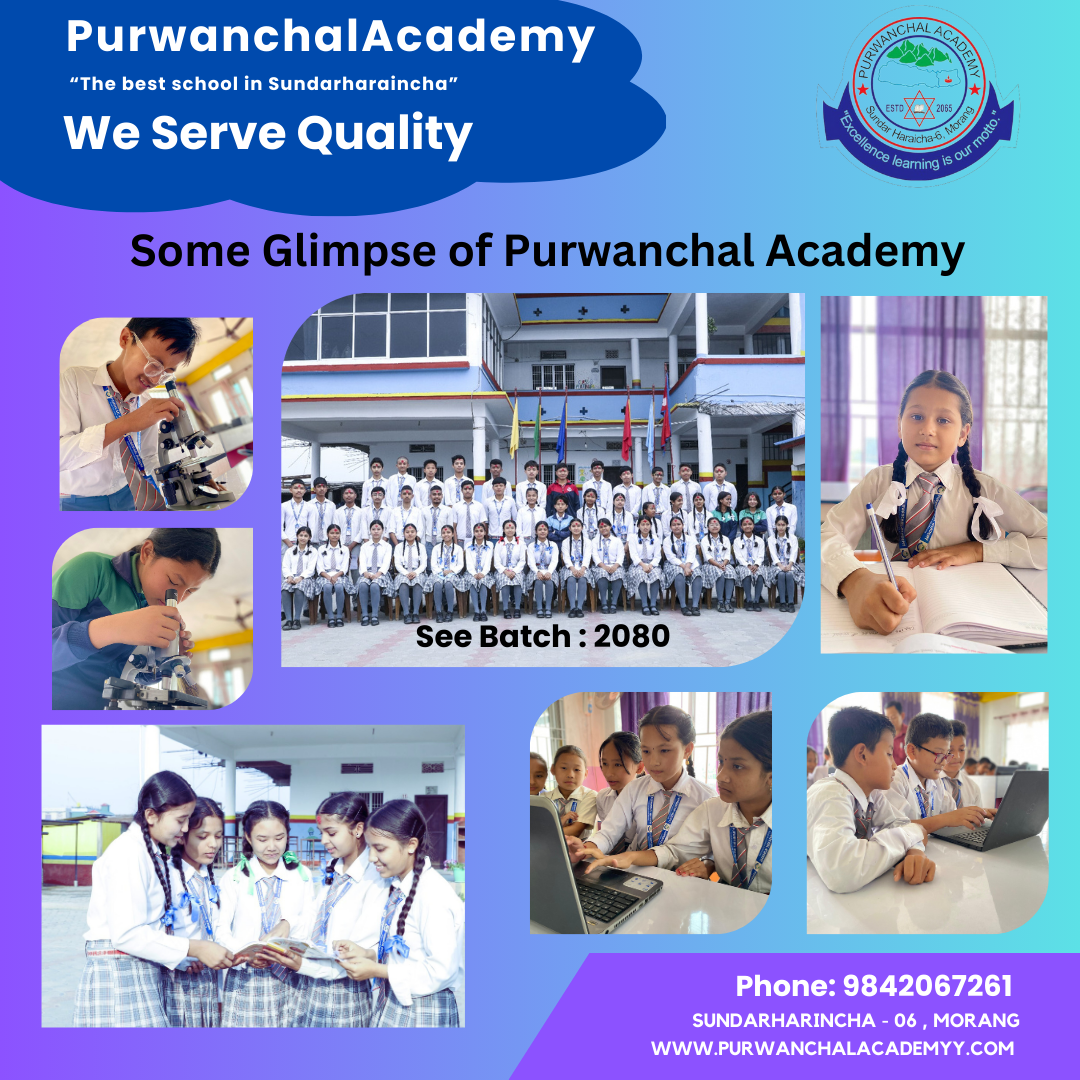 PurwanchalAcademy
“The best school in Sundarharaincha”
We Serve Quality
PURWANCHAL ACADEMY
ESTD 2065
Sundar Haraicha-6, Morang
"Excellence learning is our motto."
Some Glimpse of Purwanchal Academy
See Batch : 2080
Phone: 9842067261
SUNDARHARINCHA - 06 , MORANG
WWW.PURWANCHALACADEMYY.COM